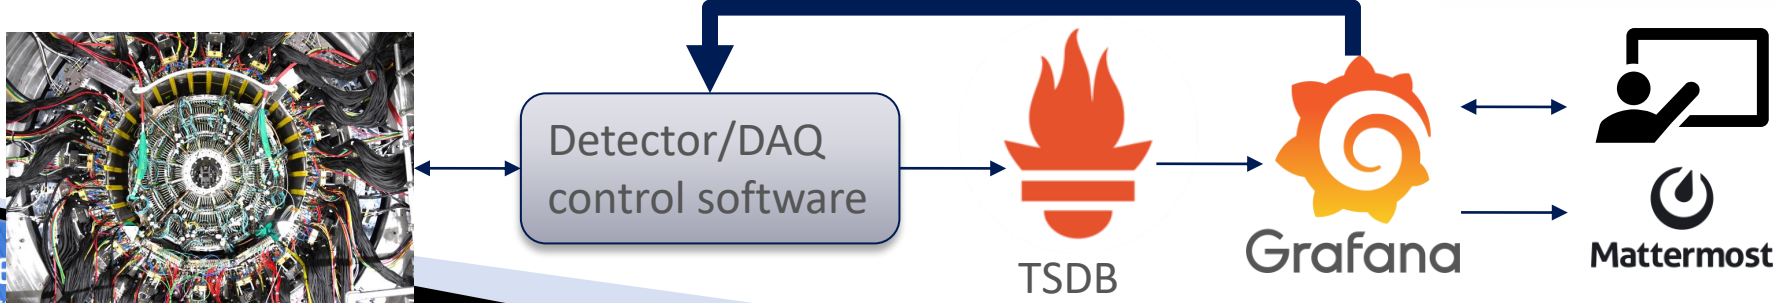 Detector/DAQ
control software
TSDB
Grafana
Mattermost